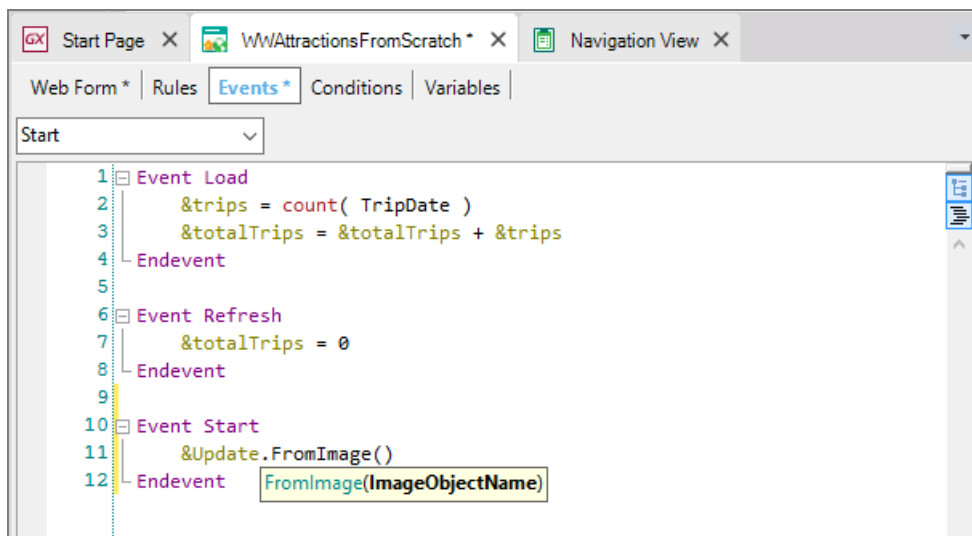 GX Start Page WWAttractionsFromScratch * Navigation View
Web Form * Rules Events * Conditions Variables
Start
1 Event Load
2 &trips = count( TripDate )
3 &totalTrips = &totalTrips + &trips
4 Endevent
5
6 Event Refresh
7 &totalTrips = 0
8 Endevent
9
10 Event Start
11 &Update.FromImage()
12 Endevent FromImage(ImageObjectName)